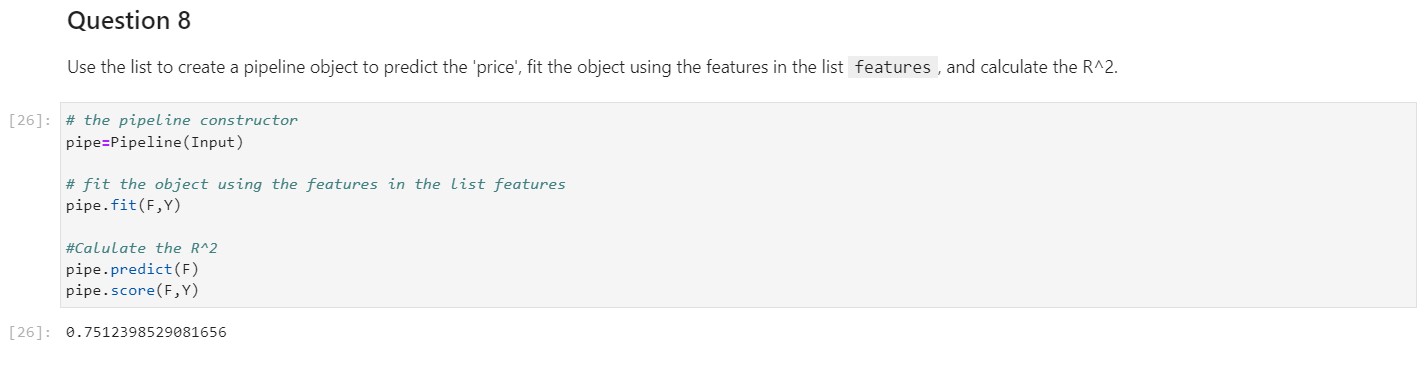 Question 8
Use the list to create a pipeline object to predict the 'price', fit the object using the features in the list features , and calculate the R^2.
[26]: # the pipeline constructor
pipe=Pipeline(Input)
# fit the object using the features in the list features
pipe.fit(F,Y)
#Calulate the R^2
pipe.predict(F)
pipe.score(F,Y)
[26]: 0.7512398529081656